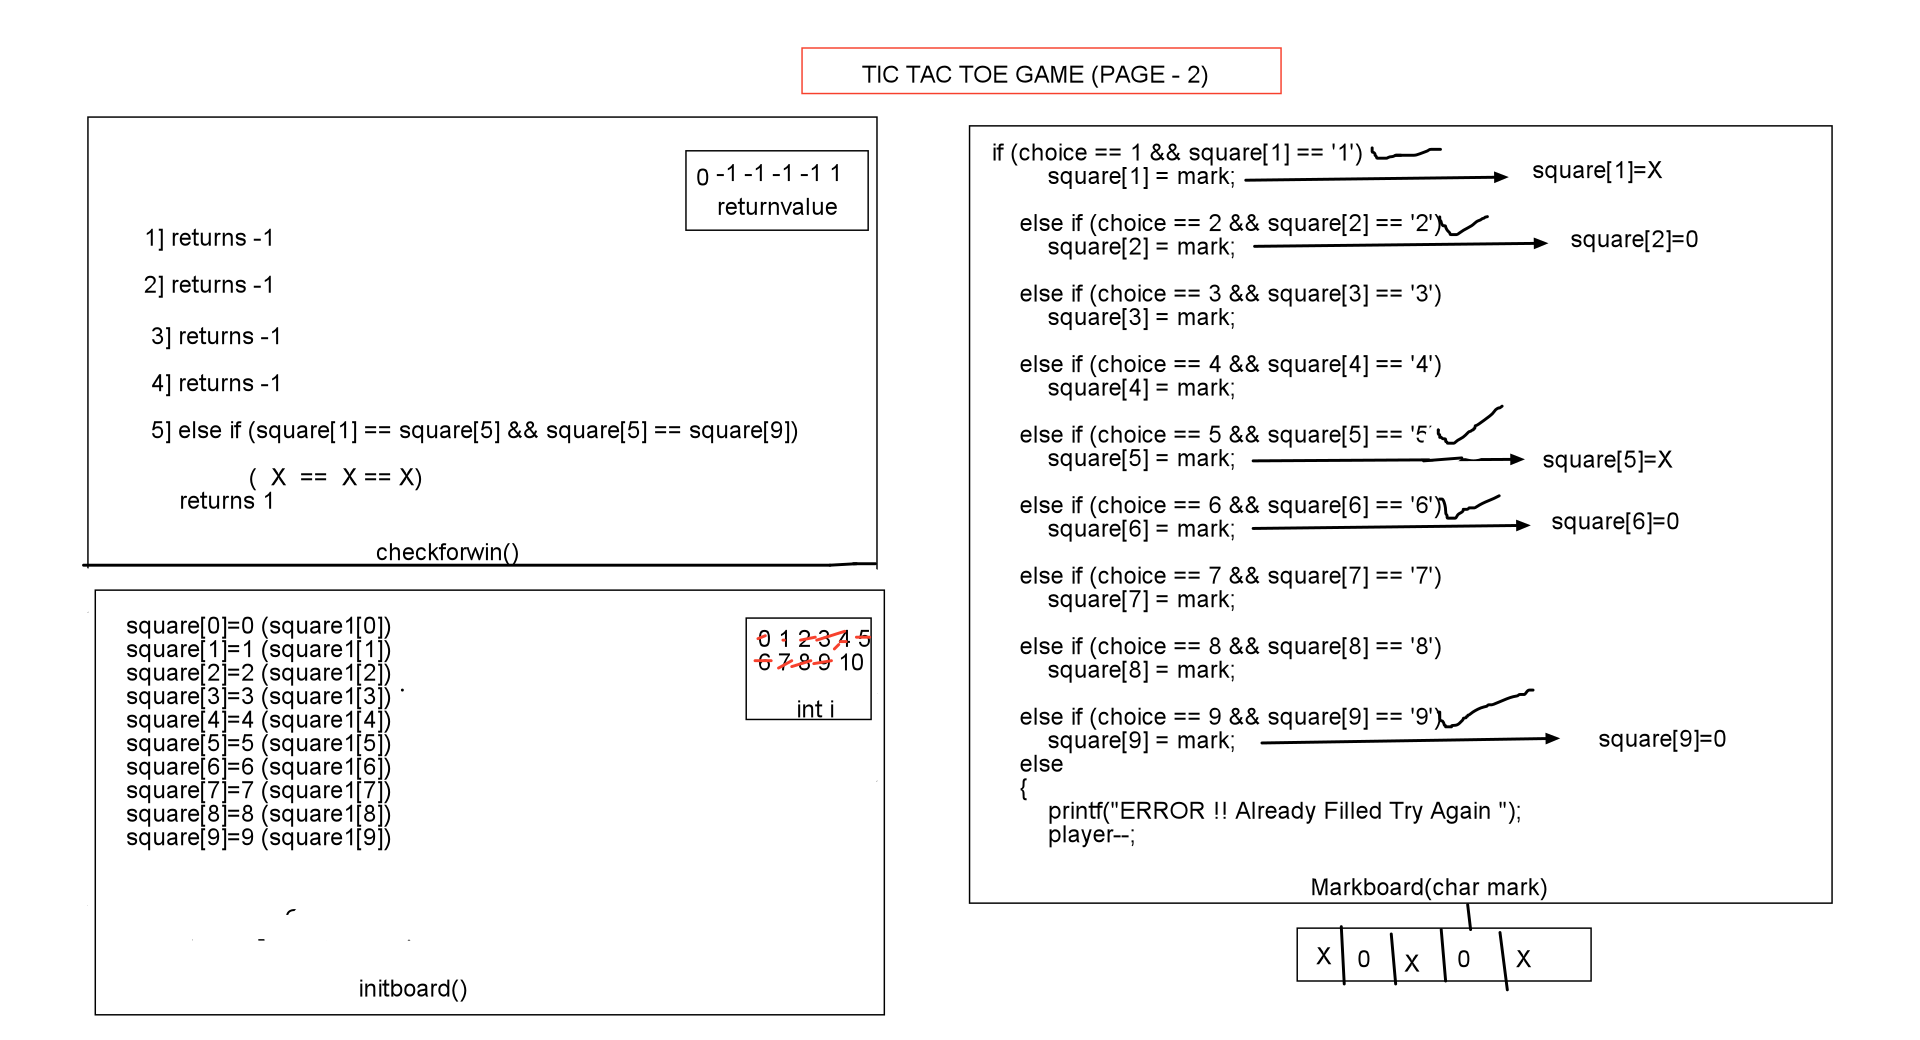 TIC TAC TOE GAME (PAGE - 2)
0 -1 -1 -1 -1 1
returnvalue
1] returns -1
2] returns -1
3] returns -1
4] returns -1
5] else if (square[1] == square[5] && square[5] == square[9])
( X == X == X)
returns 1
checkforwin()
square[0]=0 (square1[0])
square[1]=1 (square1[1])
square[2]=2 (square1[2])
square[3]=3 (square1[3])
square[4]=4 (square1[4])
square[5]=5 (square1[5])
square[6]=6 (square1[6])
square[7]=7 (square1[7])
square[8]=8 (square1[8])
square[9]=9 (square1[9])
0 1 2 3 4 5
6 7 8 9 10
int i
initboard()
if (choice == 1 && square[1] == '1')
square[1] = mark; square[1]=X
else if (choice == 2 && square[2] == '2')
square[2] = mark; square[2]=0
else if (choice == 3 && square[3] == '3')
square[3] = mark;
else if (choice == 4 && square[4] == '4')
square[4] = mark;
else if (choice == 5 && square[5] == '5'
square[5] = mark; square[5]=X
else if (choice == 6 && square[6] == '6')
square[6] = mark; square[6]=0
else if (choice == 7 && square[7] == '7')
square[7] = mark;
else if (choice == 8 && square[8] == '8')
square[8] = mark;
else if (choice == 9 && square[9] == '9')
square[9] = mark; square[9]=0
else
{
printf("ERROR !! Already Filled Try Again ");
player--;
Markboard(char mark)
X 0 X 0 X